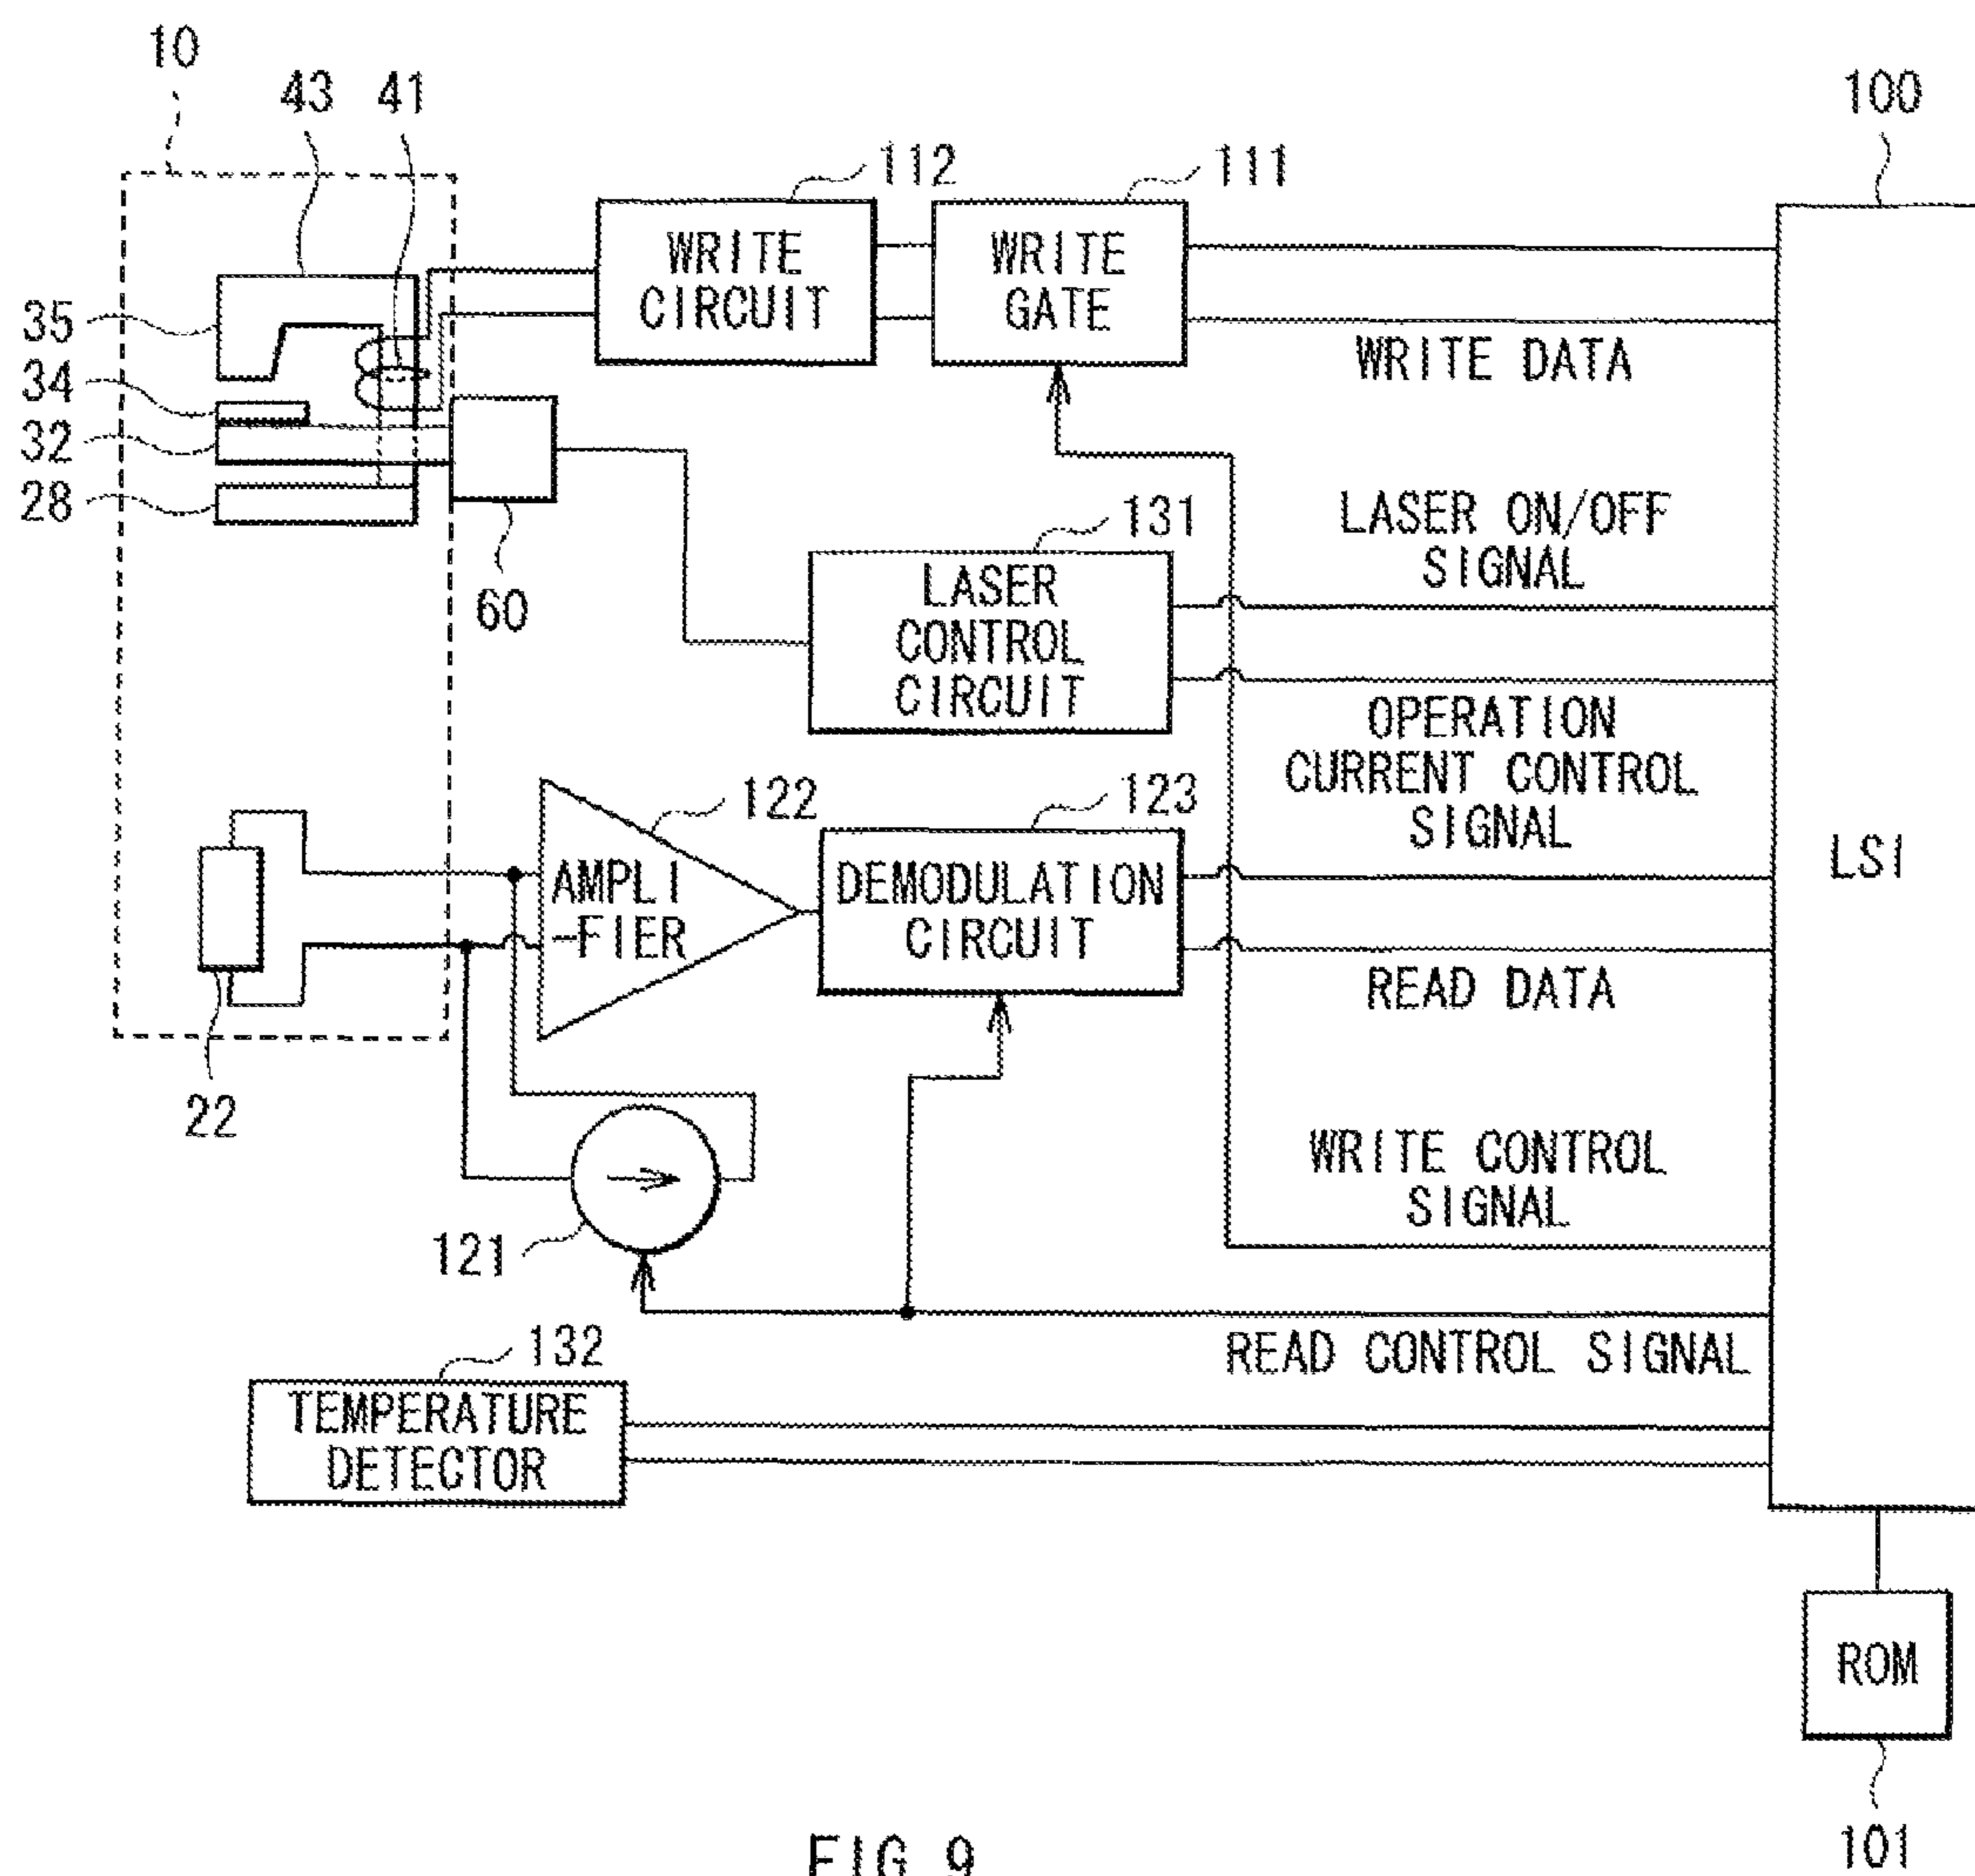 10
43
41
100
112
111
WRITE
CIRCUIT
WRITE
GATE
35
34
32
28
WRITE DATA
60
131
LASER ON/OFF
SIGNAL
LASER
CONTROL
CIRCUIT
OPERATION
CURRENT CONTROL
SIGNAL
122
123
AMPLI
-FIER
DEMODULATION
CIRCUIT
LSI
READ DATA
22
WRITE CONTROL
SIGNAL
121
READ CONTROL SIGNAL
132
TEMPERATURE
DETECTOR
ROM
101
FIG. 9